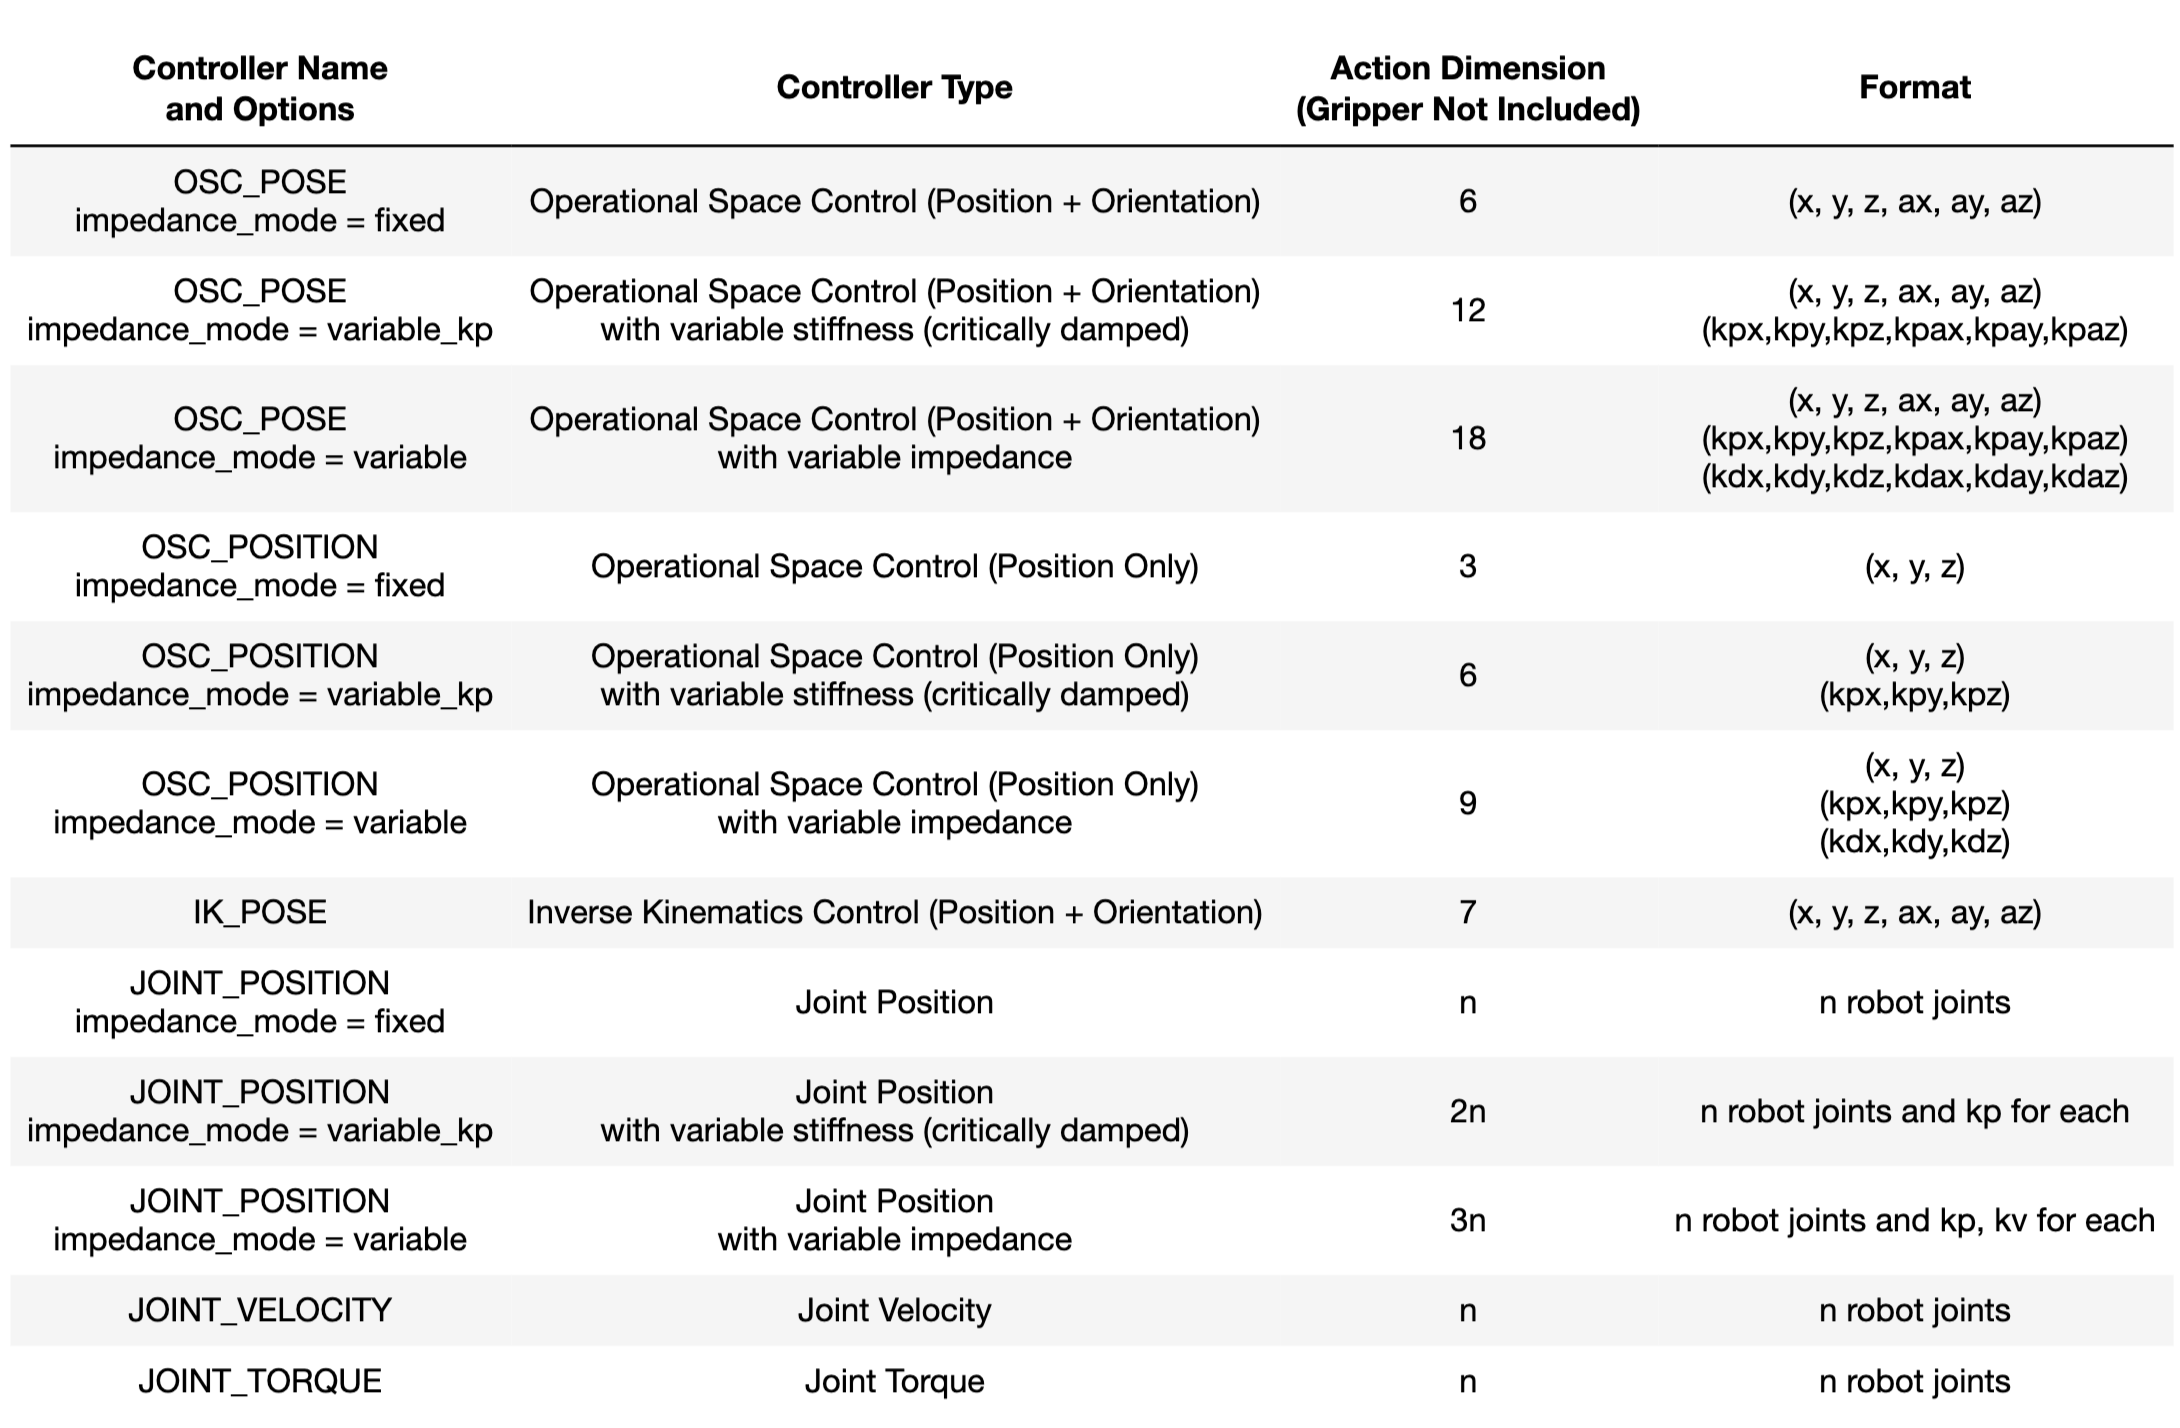 Controller Name
and Options
Controller Type
Action Dimension
(Gripper Not Included)
Format
OSC_POSE
impedance_mode = fixed
Operational Space Control (Position + Orientation)
6
(x, y, z, ax, ay, az)
OSC_POSE
impedance_mode = variable_kp
Operational Space Control (Position + Orientation)
with variable stiffness (critically damped)
12
(x, y, z, ax, ay, az)
(kpx,kpy,kpz,kpax,kpay,kpaz)
OSC_POSE
impedance_mode = variable
Operational Space Control (Position + Orientation)
with variable impedance
18
(x, y, z, ax, ay, az)
(kpx,kpy,kpz,kpax,kpay,kpaz)
(kdx,kdy,kdz,kdax,kday,kdaz)
OSC_POSITION
impedance_mode = fixed
Operational Space Control (Position Only)
3
(x, y, z)
OSC_POSITION
impedance_mode = variable_kp
Operational Space Control (Position Only)
with variable stiffness (critically damped)
6
(x, y, z)
(kpx,kpy,kpz)
OSC_POSITION
impedance_mode = variable
Operational Space Control (Position Only)
with variable impedance
9
(x, y, z)
(kpx,kpy,kpz)
(kdx,kdy,kdz)
IK_POSE
Inverse Kinematics Control (Position + Orientation)
7
(x, y, z, ax, ay, az)
JOINT_POSITION
impedance_mode = fixed
Joint Position
n
n robot joints
JOINT_POSITION
impedance_mode = variable_kp
Joint Position
with variable stiffness (critically damped)
2n
n robot joints and kp for each
JOINT_POSITION
impedance_mode = variable
Joint Position
with variable impedance
3n
n robot joints and kp, kv for each
JOINT_VELOCITY
Joint Velocity
n
n robot joints
JOINT_TORQUE
Joint Torque
n
n robot joints